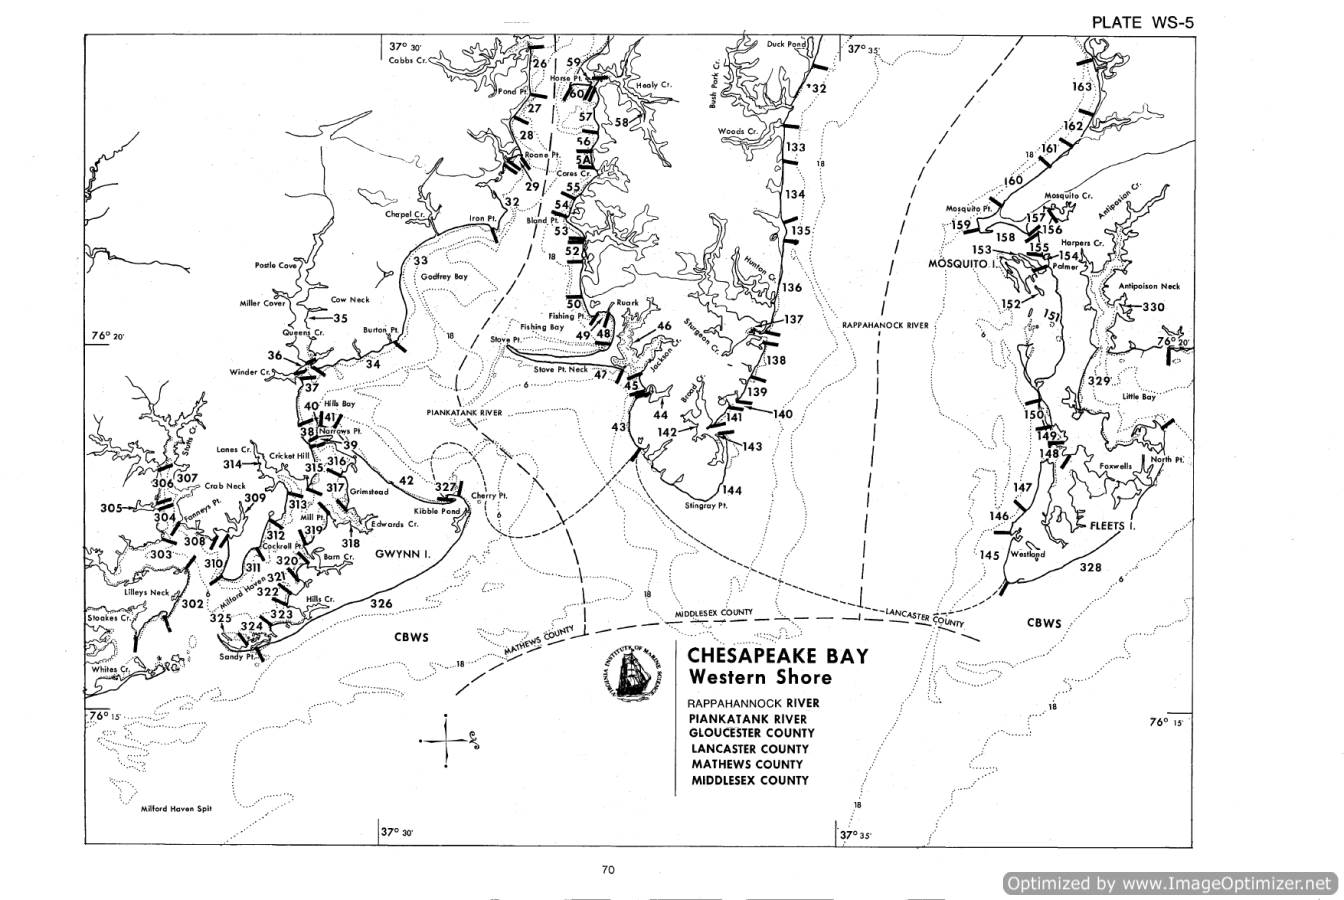 PLATE WS-5
37° 30'
37° 35'
Cobbs Cr.
26
59
Duck Pond
Horse Pt.
Healy Cr.
Bush Park Cr.
32
163
Pond Pt.
60
27
57
58
28
56
Woods Cr.
133
162
Roane Pt.
5A
18
161
18
Cores Cr.
29
55
134
160
Mosquito Cr.
Antipoison Cr.
32
54
Mosquito Pt.
Chapel Cr.
Iron Pt.
Bland Pt.
53
135
159
157
156
158
155
Harpers Cr.
33
52
18
153
154
Postle Cove
Hunton Cr.
MOSQUITO I.
Palmer
Godfrey Bay
136
Antipoison Neck
Miller Cover
Cow Neck
50
Ruark
152
330
35
Fishing Pt.
137
151
Queens Cr.
Burton Pt.
Fishing Bay
46
Sturgeon Cr.
RAPPAHANOCK RIVER
76° 20'
18
49
48
6
76° 20'
36
Stove Pt.
Jackson Cr.
34
138
Winder Cr.
Stove Pt. Neck
47
37
6
45
Broad Cr.
139
329
40
Hills Bay
44
140
Little Bay
41
PIANKATANK RIVER
141
150
38
Narrows Pt.
43
142
149
Stutts Cr.
39
143
148
Lanes Cr.
Cricket Hill
316
314
315
Foxwells
North Pt.
307
306
42
327
317
Grimstead
147
Crab Neck
309
Cherry Pt.
144
313
Kibble Pond
305
Fanneys Pt.
Stingray Pt.
304
Mill Pt.
6
146
308
312
319
Edwards Cr.
FLEETS I.
318
303
Cockrell Pt.
GWYNN I.
145
Westland
310
311
320
Barn Cr.
328
321
6
Lilleys Neck
6
Milford Haven
322
18
302
Hills Cr.
326
Stoakes Cr.
325
323
MIDDLESEX COUNTY
LANCASTER COUNTY
324
CBWS
CBWS
MATHEWS COUNTY
Sandy Pt.
Whites Cr.
18
VIRGINIA INSTITUTE OF MARINE SCIENCE
CHESAPEAKE BAY
Western Shore
RAPPAHANNOCK RIVER
PIANKATANK RIVER
GLOUCESTER COUNTY
LANCASTER COUNTY
MATHEWS COUNTY
MIDDLESEX COUNTY
18
76° 15'
76° 15'
Milford Haven Spit
18
37° 30'
37° 35'
70
Optimized by www.ImageOptimizer.net